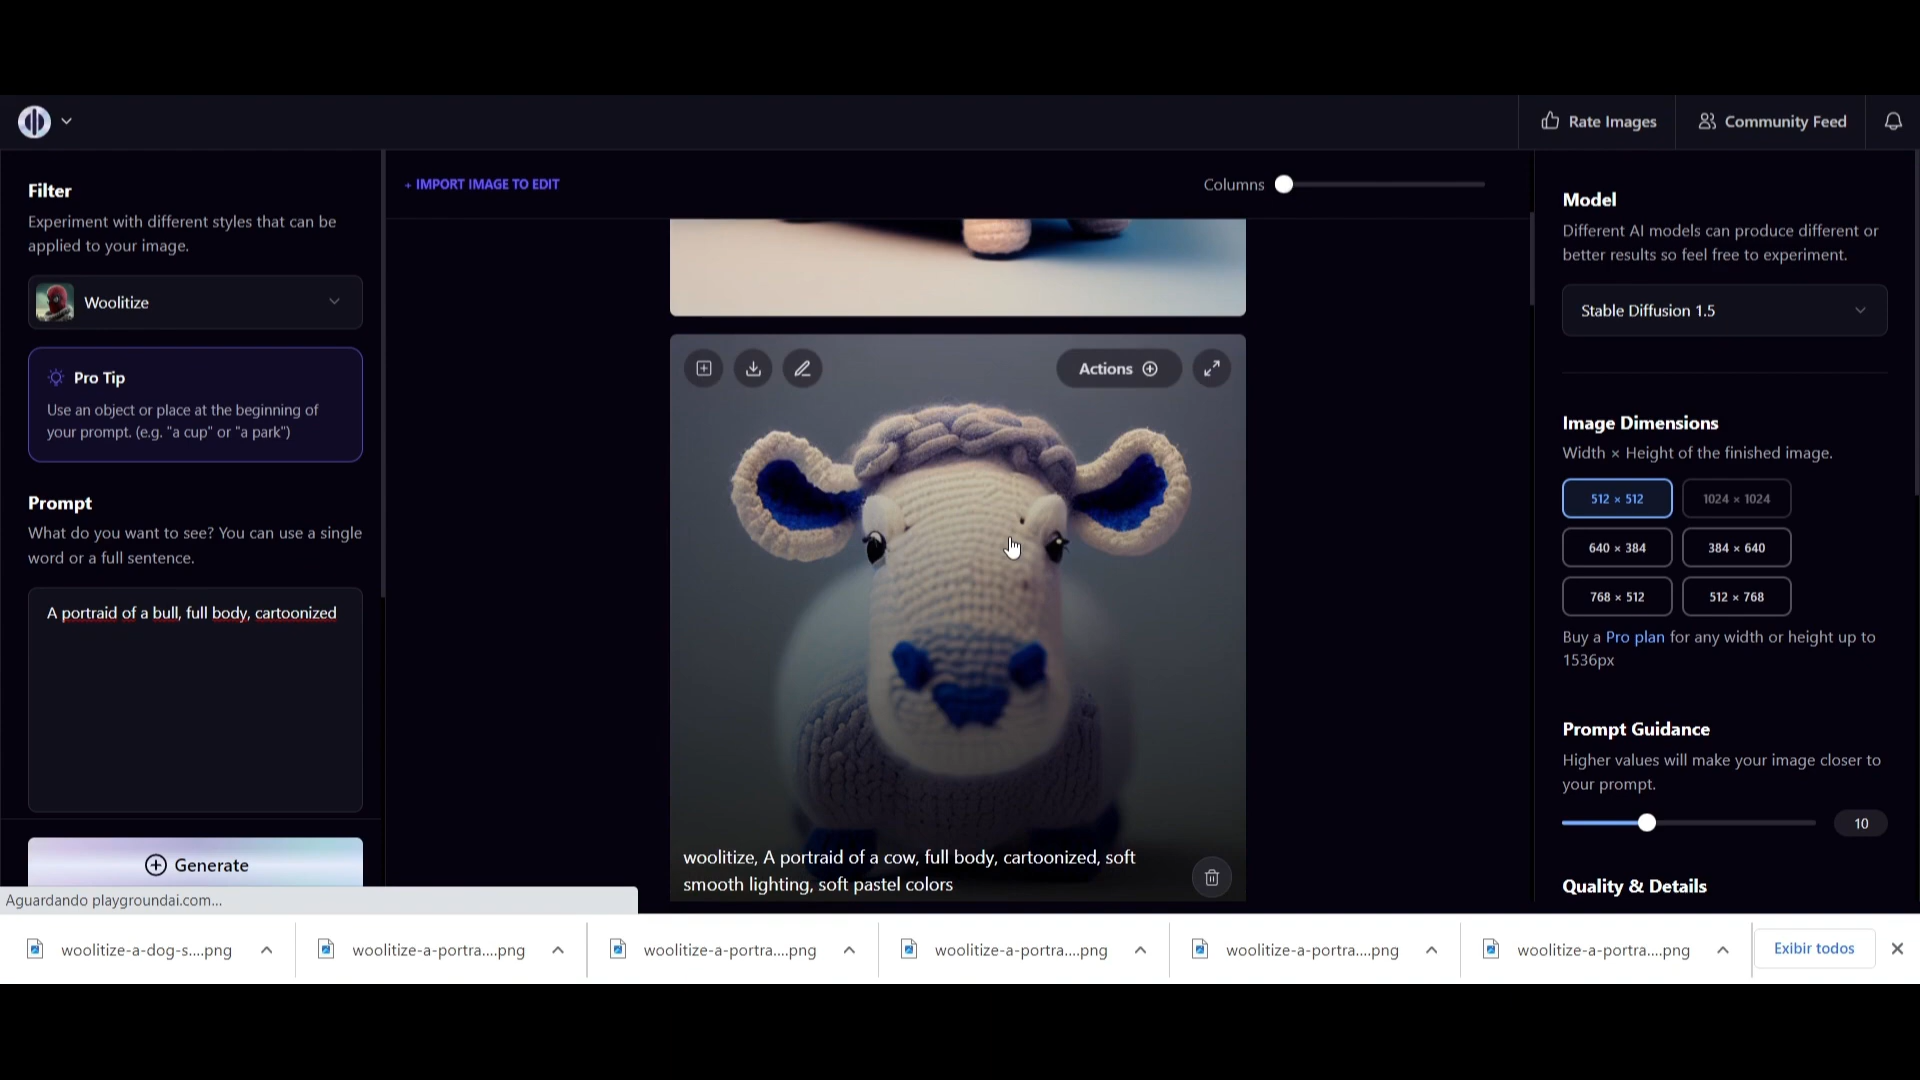 Rate Images
Community Feed
Filter
Experiment with different styles that can be
applied to your image.
Woolitize
Pro Tip
Use an object or place at the beginning of
your prompt. (e.g. "a cup" or "a park")
Prompt
What do you want to see? You can use a single
word or a full sentence.
A portraid of a bull, full body, cartoonized
Generate
Aguardando playgroundai.com...
+ IMPORT IMAGE TO EDIT
Columns
Actions
woolitize, A portraid of a cow, full body, cartoonized, soft
smooth lighting, soft pastel colors
Model
Different AI models can produce different or
better results so feel free to experiment.
Stable Diffusion 1.5
Image Dimensions
Width × Height of the finished image.
512 × 512
1024 × 1024
640 × 384
384 × 640
768 × 512
512 × 768
Buy a Pro plan for any width or height up to
1536px
Prompt Guidance
Higher values will make your image closer to
your prompt.
10
Quality & Details
woolitize-a-dog-s....png
woolitize-a-portra....png
woolitize-a-portra....png
woolitize-a-portra....png
woolitize-a-portra....png
woolitize-a-portra....png
Exibir todos